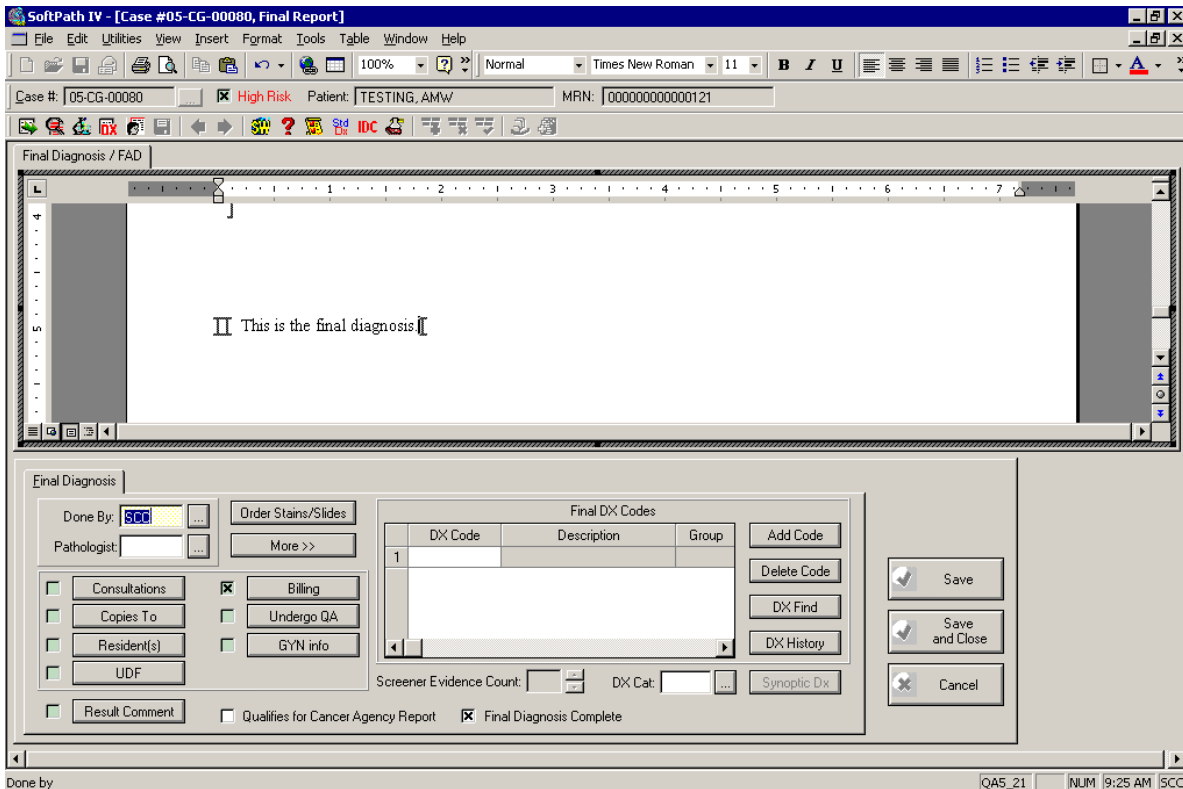 SoftPath IV - [Case #05-CG-00080, Final Report]
File Edit Utilities View Insert Format Tools Table Window Help
100% Normal Times New Roman 11 B I U A
Case #: 05-CG-00080 ... High Risk Patient: TESTING, AMW MRN: 000000000000121
DX SW ? Std Dx IDC
Final Diagnosis / FAD
L 1 2 3 4 5 6 7
4
5
This is the final diagnosis.
Final Diagnosis
Done By: SCC ... Order Stains/Slides
Pathologist: ... More >>
Consultations Billing
Copies To Undergo QA
Resident(s) GYN info
UDF
Result Comment Qualifies for Cancer Agency Report Final Diagnosis Complete
Final DX Codes
DX Code Description Group
1
Screener Evidence Count: DX Cat: ... Synoptic Dx
Add Code
Delete Code
DX Find
DX History
Save
Save
and Close
Cancel
Done by QA5_21 NUM 9:25 AM SCC